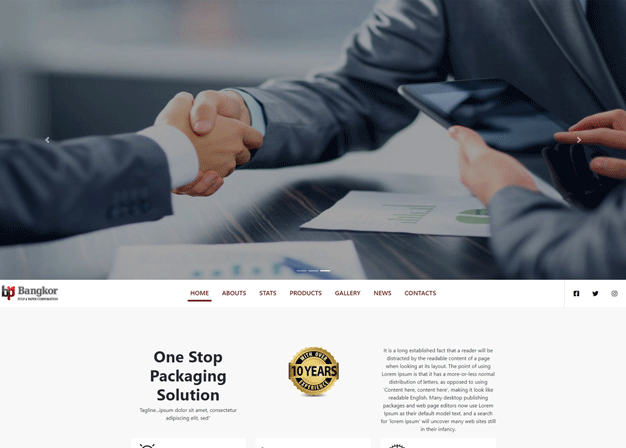 Bangkor
PULP & PAPER CORPORATION
HOME ABOUTS STATS PRODUCTS GALLERY NEWS CONTACTS
One Stop
Packaging
Solution
Tagline...ipsum dolor sit amet, consectetur
adipiscing elit, sed"
WITH OVER
10 YEARS
EXPERIENCE
It is a long established fact that a reader will be
distracted by the readable content of a page
when looking at its layout. The point of using
Lorem Ipsum is that it has a more-or-less normal
distribution of letters, as opposed to using
'Content here, content here', making it look like
readable English. Many desktop publishing
packages and web page editors now use Lorem
Ipsum as their default model text, and a search
for 'lorem ipsum' will uncover many web sites still
in their infancy.